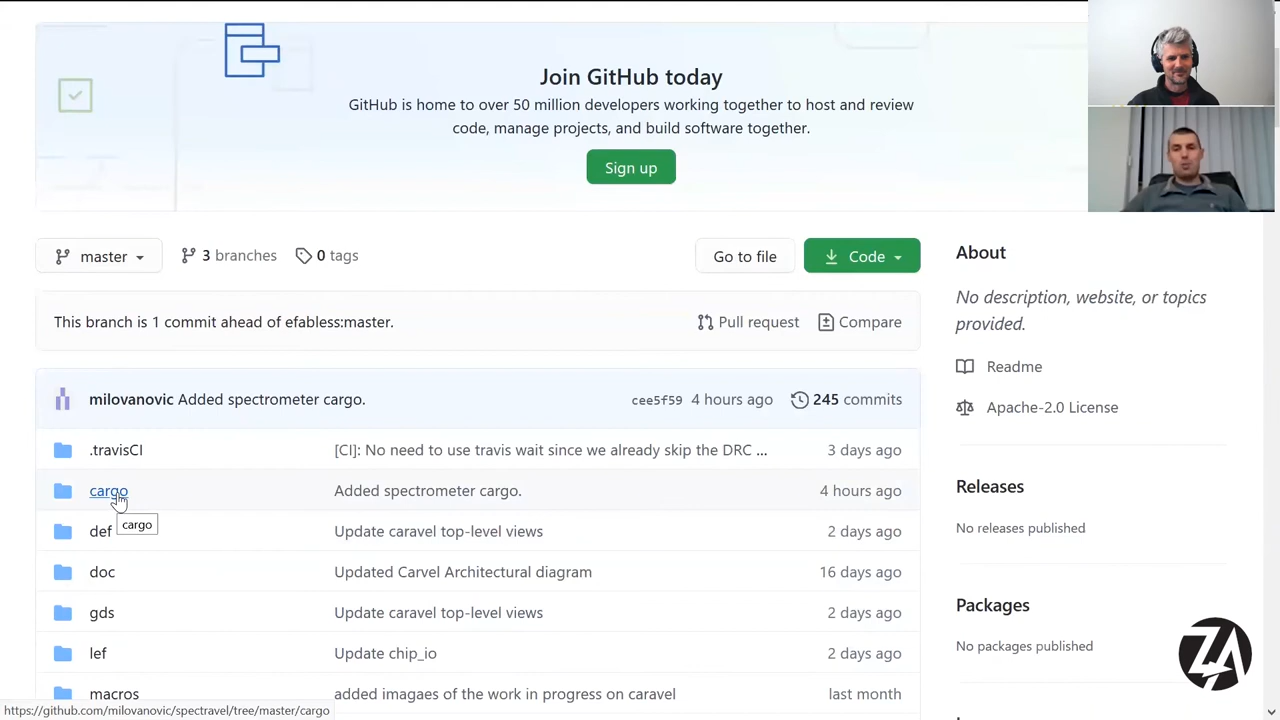 Join GitHub today
GitHub is home to over 50 million developers working together to host and review
code, manage projects, and build software together.
Sign up
master
3 branches
0 tags
Go to file
Code
This branch is 1 commit ahead of efabless:master.
Pull request
Compare
milovanovic Added spectrometer cargo.
cee5f59 4 hours ago
245 commits
.travisCI
[CI]: No need to use travis wait since we already skip the DRC ...
3 days ago
cargo
Added spectrometer cargo.
4 hours ago
cargo
def
Update caravel top-level views
2 days ago
doc
Updated Carvel Architectural diagram
16 days ago
gds
Update caravel top-level views
2 days ago
lef
Update chip_io
2 days ago
macros
added imagaes of the work in progress on caravel
last month
About
No description, website, or topics
provided.
Readme
Apache-2.0 License
Releases
No releases published
Packages
No packages published
ZA
https://github.com/milovanovic/spectravel/tree/master/cargo